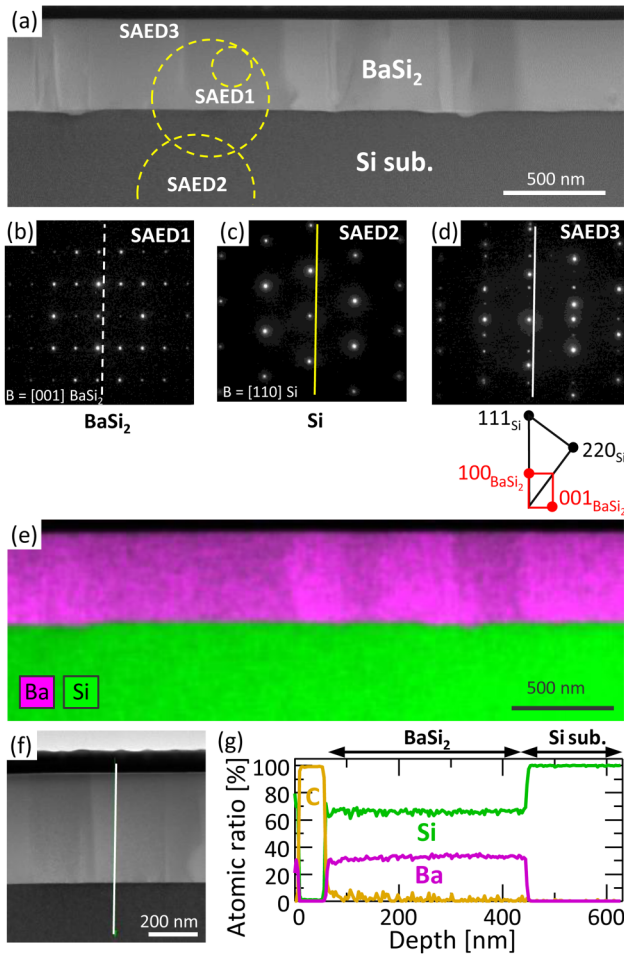 (a)
SAED3
BaSi₂
SAED1
Si sub.
SAED2
500 nm
(b) SAED1
B = [001] BaSi₂
BaSi₂
(c) SAED2
B = [110] Si
Si
(d) SAED3
111Si
220Si
100BaSi₂
001BaSi₂
(e)
Ba Si
500 nm
(f)
200 nm
(g)
BaSi₂ Si sub.
Atomic ratio [%]
100
80
60
40
20
0
C
Si
Ba
0 200 400 600
Depth [nm]